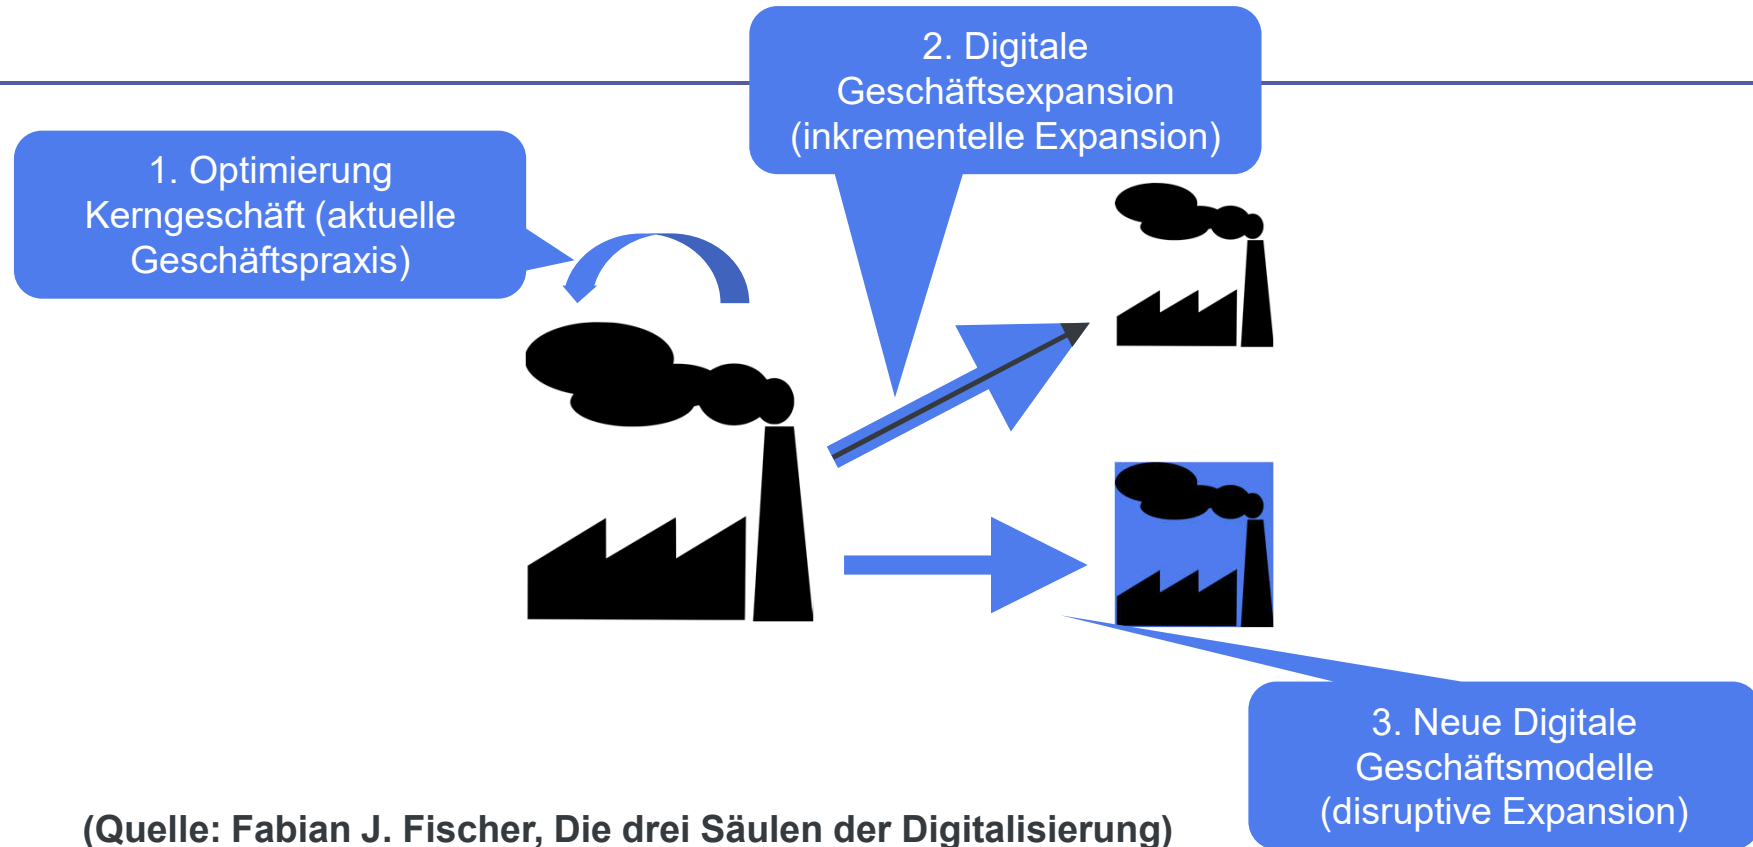 1. Optimierung
Kerngeschäft (aktuelle
Geschäftspraxis)
2. Digitale
Geschäftsexpansion
(inkrementelle Expansion)
3. Neue Digitale
Geschäftsmodelle
(disruptive Expansion)
(Quelle: Fabian J. Fischer, Die drei Säulen der Digitalisierung)